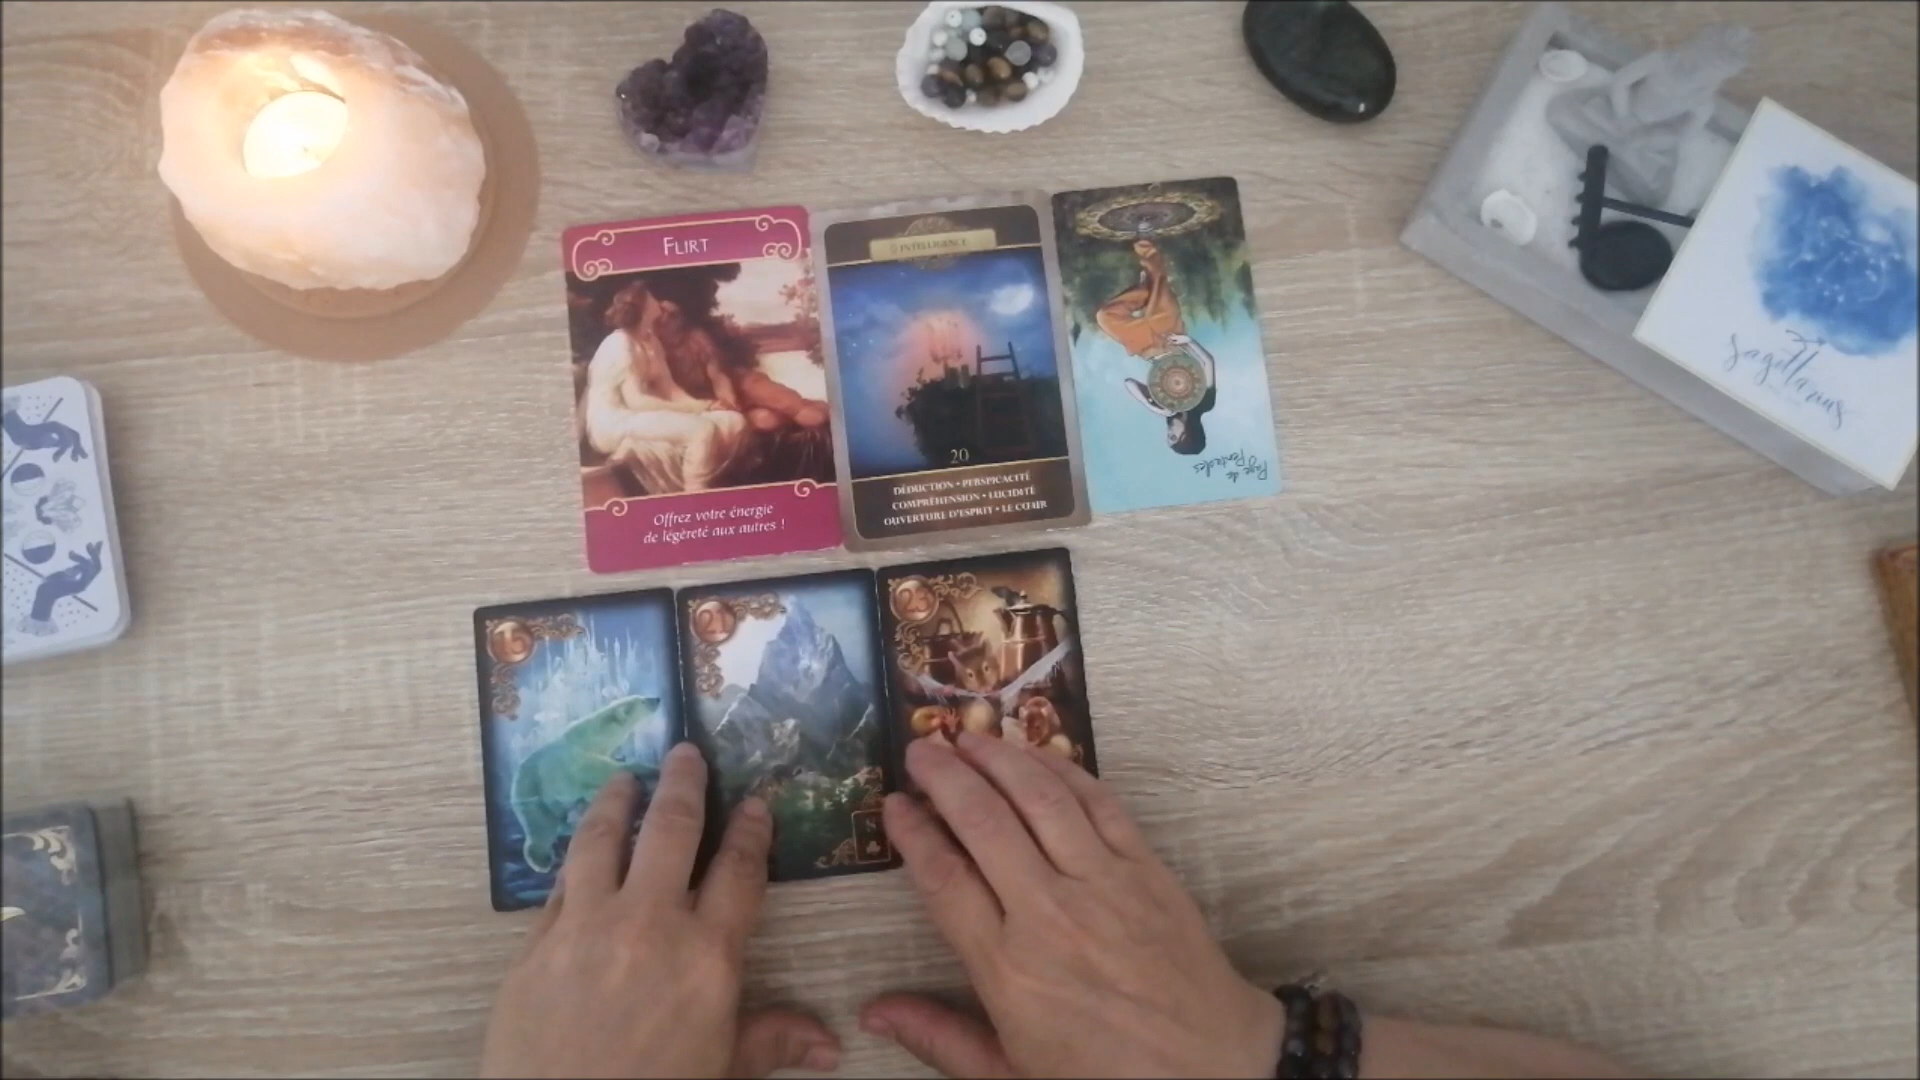 FLIRT
Offrez votre énergie
de légèreté aux autres !
INTELLIGENCE
20
DÉDUCTION • PERSPICACITÉ
COMPRÉHENSION • LUCIDITÉ
OUVERTURE D'ESPRIT • LE CŒUR
Page de
Pentacles
Sagittarius
15
21
23